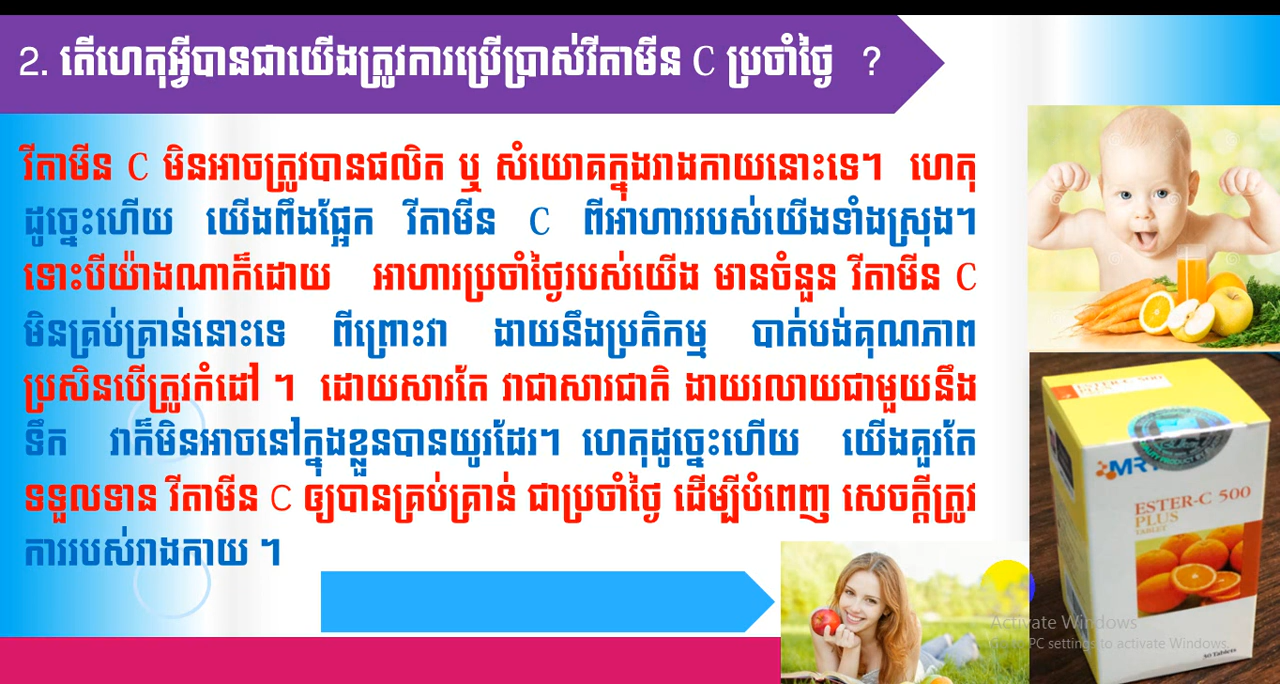 2. តើហេតុអ្វីបានជាយើងត្រូវការប្រើប្រាស់វីតាមីន C ប្រចាំថ្ងៃ ?
វីតាមីន C មិនអាចត្រូវបានផលិត ឬ សំយោគក្នុងរាងកាយនោះទេ។ ហេតុ
ដូច្នេះហើយ យើងពឹងផ្អែក វីតាមីន C ពីអាហាររបស់យើងទាំងស្រុង។
ទោះបីយ៉ាងណាក៏ដោយ អាហារប្រចាំថ្ងៃរបស់យើង មានចំនួន វីតាមីន C
មិនគ្រប់គ្រាន់នោះទេ ពីព្រោះវា ងាយនឹងប្រតិកម្ម បាត់បង់គុណភាព
ប្រសិនបើត្រូវកំដៅ ។ ដោយសារតែ វាជាសារជាតិ ងាយរលាយជាមួយនឹង
ទឹក វាក៏មិនអាចនៅក្នុងខ្លួនបានយូរដែរ។ ហេតុដូច្នេះហើយ យើងគួរតែ
ទទួលទាន វីតាមីន C ឲ្យបានគ្រប់គ្រាន់ ជាប្រចាំថ្ងៃ ដើម្បីបំពេញ សេចក្តីត្រូវ
ការរបស់រាងកាយ ។
ESTER-C 500
PLUS
MRY
ESTER-C 500
PLUS
TABLET
Activate Windows
PC settings to activate Windows.